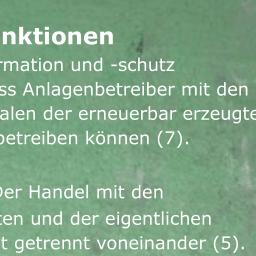 nktionen
rmation und -schutz
ss Anlagenbetreiber mit den
alen der erneuerbar erzeugte
betreiben können (7).
Der Handel mit den
ten und der eigentlichen
t getrennt voneinander (5).